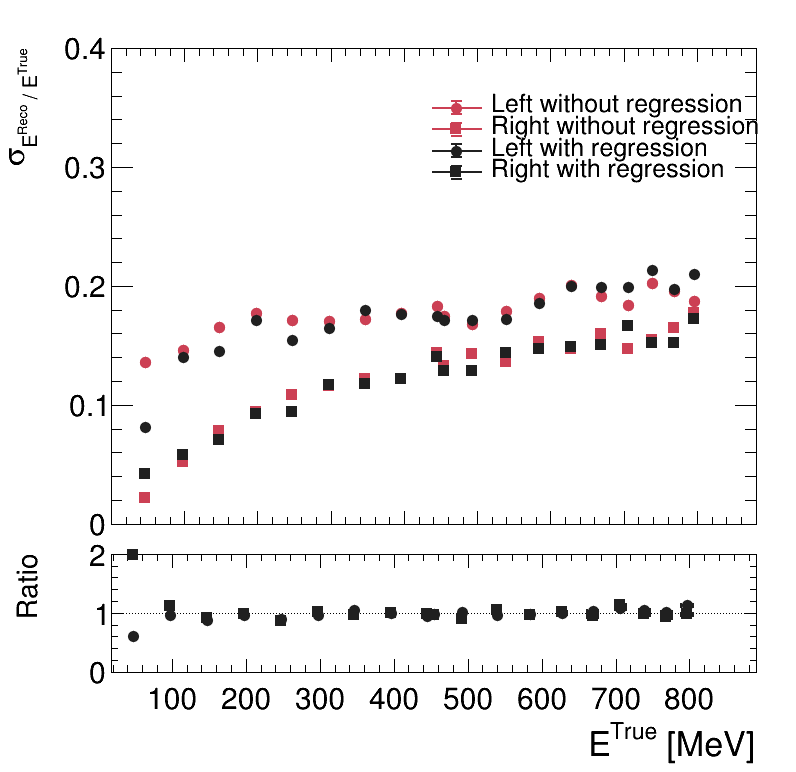 0.4
σ E^Reco / E^True
Left without regression
Right without regression
Left with regression
Right with regression
0.3
0.2
0.1
0
2
Ratio
1
0
100 200 300 400 500 600 700 800
E^True [MeV]